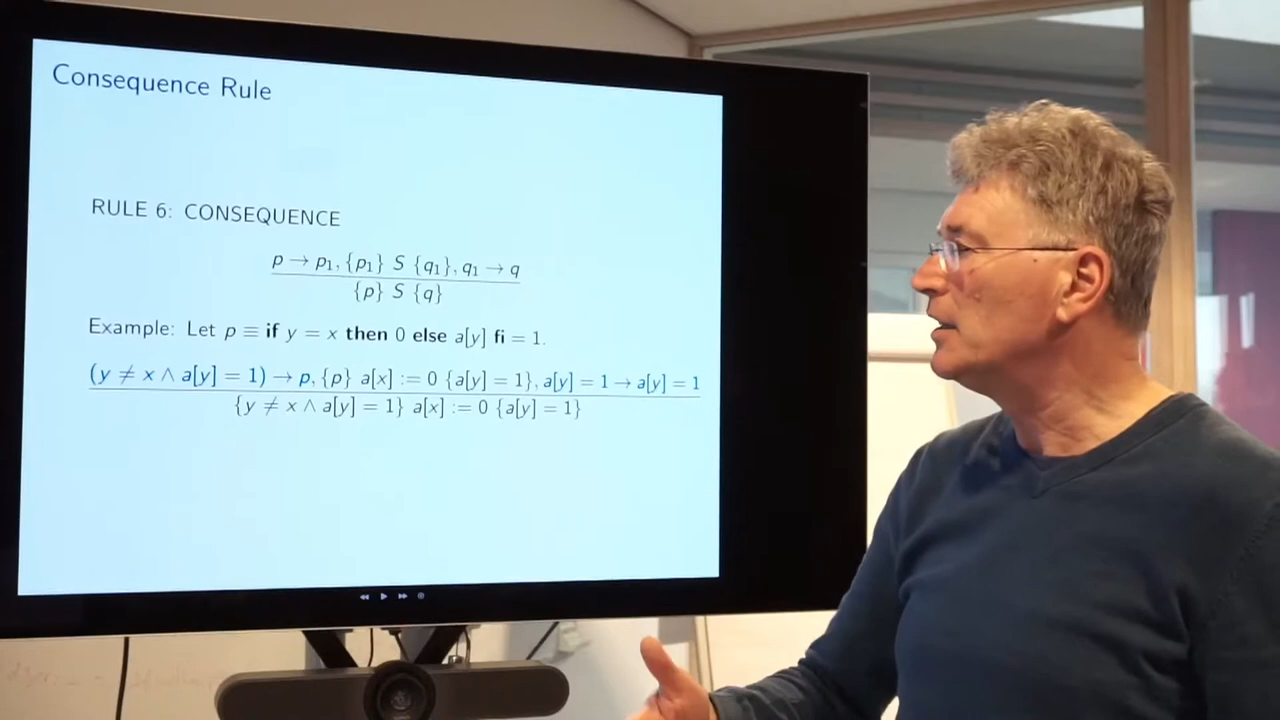 Consequence Rule
RULE 6: CONSEQUENCE
p → p₁, {p₁} S {q₁}, q₁ → q
{p} S {q}
Example: Let p ≡ if y = x then 0 else a[y] fi = 1.
(y ≠ x ∧ a[y] = 1) → p, {p} a[x] := 0 {a[y] = 1}, a[y] = 1 → a[y] = 1
{y ≠ x ∧ a[y] = 1} a[x] := 0 {a[y] = 1}